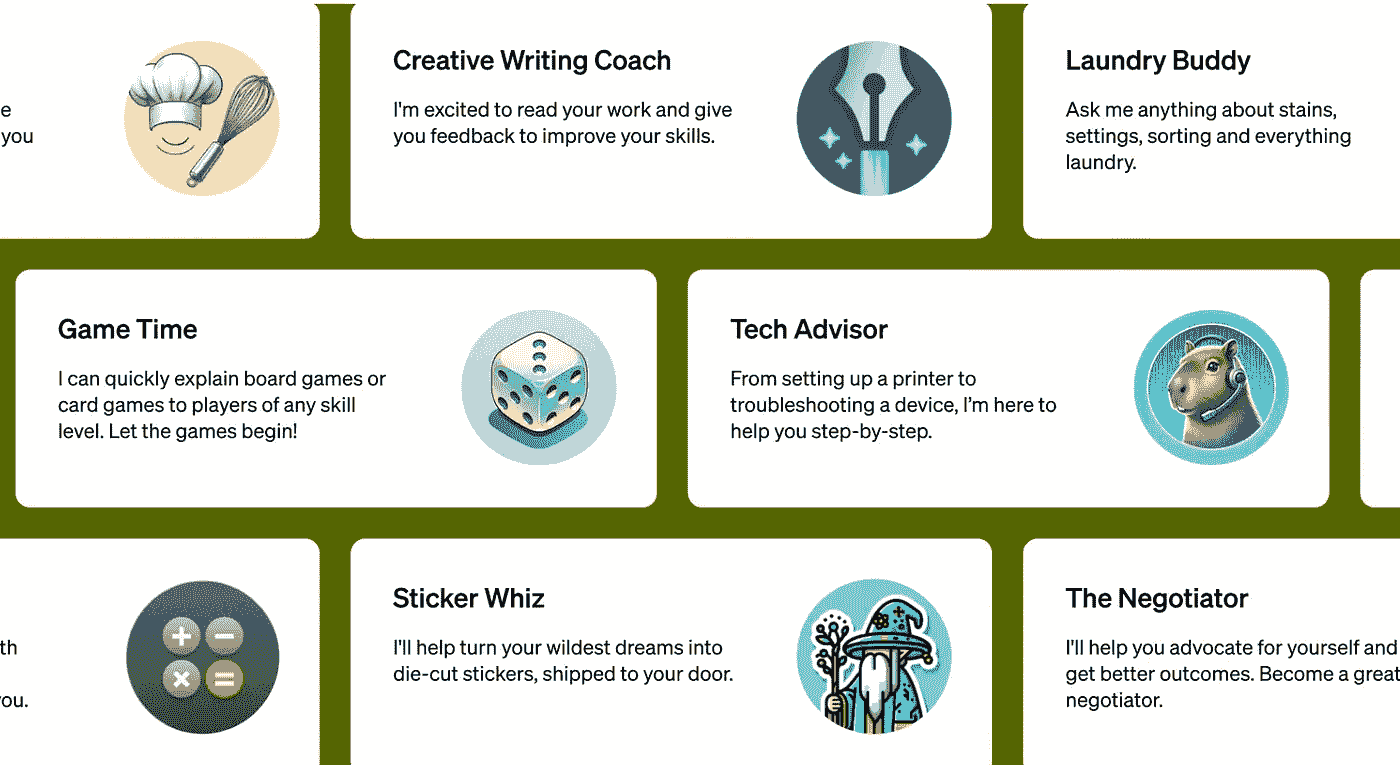 e
you
Creative Writing Coach
I'm excited to read your work and give
you feedback to improve your skills.
Laundry Buddy
Ask me anything about stains,
settings, sorting and everything
laundry.
Game Time
I can quickly explain board games or
card games to players of any skill
level. Let the games begin!
Tech Advisor
From setting up a printer to
troubleshooting a device, I’m here to
help you step-by-step.
th
you.
+ −
× =
Sticker Whiz
I'll help turn your wildest dreams into
die-cut stickers, shipped to your door.
The Negotiator
I'll help you advocate for yourself and
get better outcomes. Become a great
negotiator.